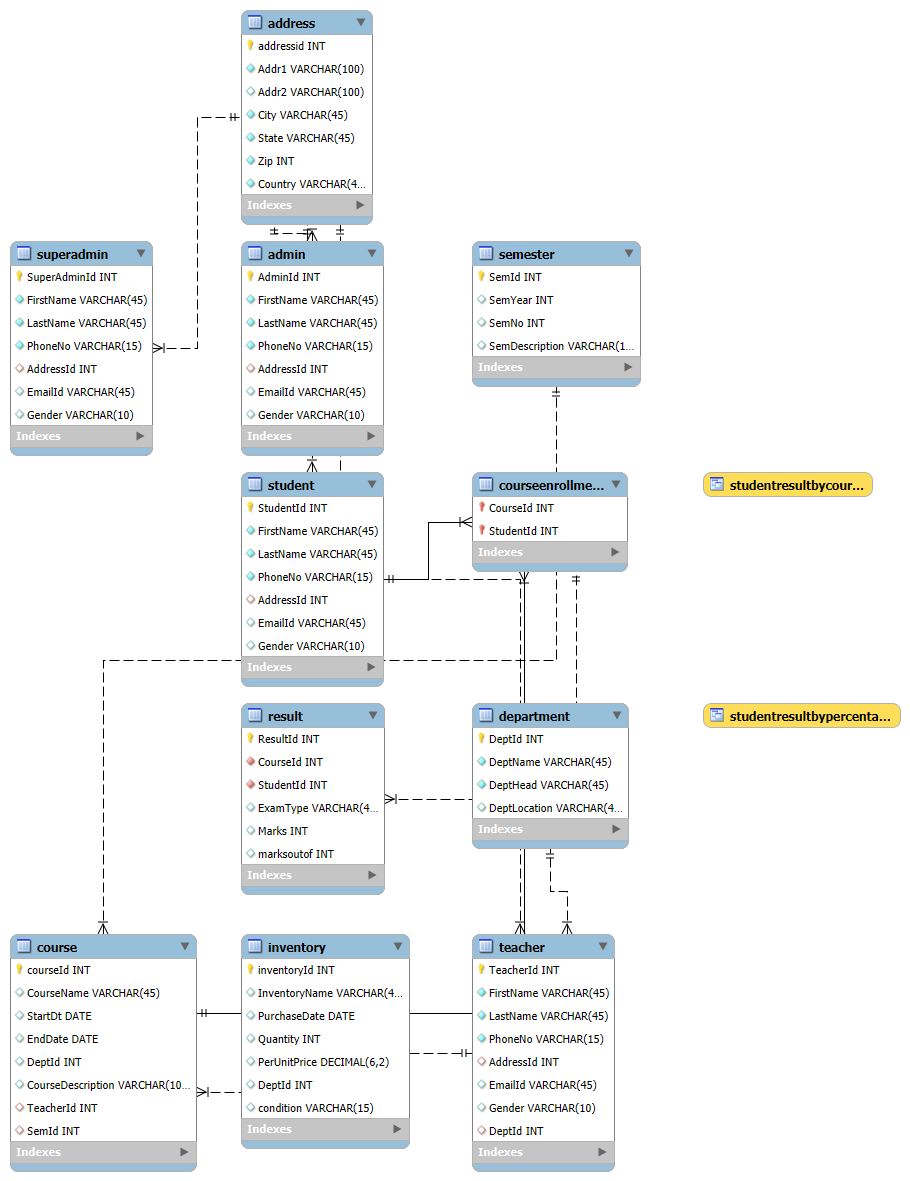 address
addressid INT
Addr1 VARCHAR(100)
Addr2 VARCHAR(100)
City VARCHAR(45)
State VARCHAR(45)
Zip INT
Country VARCHAR(4...
Indexes
superadmin
SuperAdminId INT
FirstName VARCHAR(45)
LastName VARCHAR(45)
PhoneNo VARCHAR(15)
AddressId INT
EmailId VARCHAR(45)
Gender VARCHAR(10)
Indexes
admin
AdminId INT
FirstName VARCHAR(45)
LastName VARCHAR(45)
PhoneNo VARCHAR(15)
AddressId INT
EmailId VARCHAR(45)
Gender VARCHAR(10)
Indexes
semester
SemId INT
SemYear INT
SemNo INT
SemDescription VARCHAR(1...
Indexes
student
StudentId INT
FirstName VARCHAR(45)
LastName VARCHAR(45)
PhoneNo VARCHAR(15)
AddressId INT
EmailId VARCHAR(45)
Gender VARCHAR(10)
Indexes
courseenrollme...
CourseId INT
StudentId INT
Indexes
studentresultbycour...
result
ResultId INT
CourseId INT
StudentId INT
ExamType VARCHAR(4...
Marks INT
marksoutof INT
Indexes
department
DeptId INT
DeptName VARCHAR(45)
DeptHead VARCHAR(45)
DeptLocation VARCHAR(4...
Indexes
studentresultbypercenta...
course
courseId INT
CourseName VARCHAR(45)
StartDt DATE
EndDate DATE
DeptId INT
CourseDescription VARCHAR(10...
TeacherId INT
SemId INT
Indexes
inventory
inventoryId INT
InventoryName VARCHAR(4...
PurchaseDate DATE
Quantity INT
PerUnitPrice DECIMAL(6,2)
DeptId INT
condition VARCHAR(15)
Indexes
teacher
TeacherId INT
FirstName VARCHAR(45)
LastName VARCHAR(45)
PhoneNo VARCHAR(15)
AddressId INT
EmailId VARCHAR(45)
Gender VARCHAR(10)
DeptId INT
Indexes